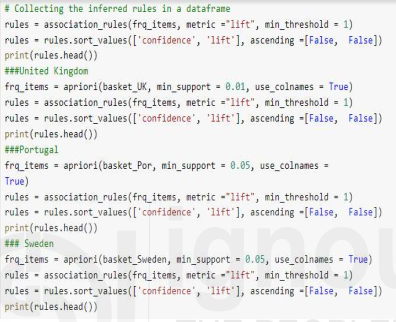 # Collecting the inferred rules in a dataframe
rules = association_rules(frq_items, metric ="lift", min_threshold = 1)
rules = rules.sort_values(['confidence', 'lift'], ascending =[False, False])
print(rules.head())
###United Kingdom
frq_items = apriori(basket_UK, min_support = 0.01, use_colnames = True)
rules = association_rules(frq_items, metric ="lift", min_threshold = 1)
rules = rules.sort_values(['confidence', 'lift'], ascending =[False, False])
print(rules.head())
###Portugal
frq_items = apriori(basket_Por, min_support = 0.05, use_colnames =
True)
rules = association_rules(frq_items, metric ="lift", min_threshold = 1)
rules = rules.sort_values(['confidence', 'lift'], ascending =[False, False])
print(rules.head())
### Sweden
frq_items = apriori(basket_Sweden, min_support = 0.05, use_colnames = True)
rules = association_rules(frq_items, metric ="lift", min_threshold = 1)
rules = rules.sort_values(['confidence', 'lift'], ascending =[False, False])
print(rules.head())
ignou